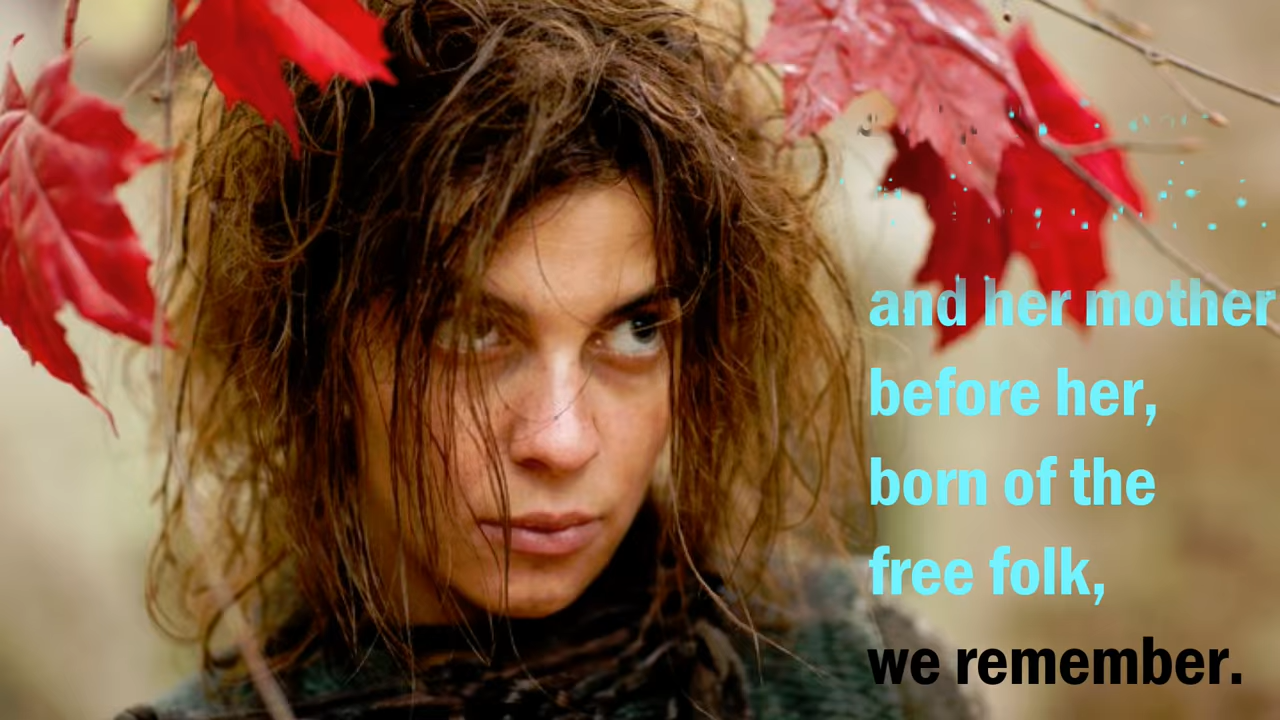 and her mother
before her,
born of the
free folk,
we remember.